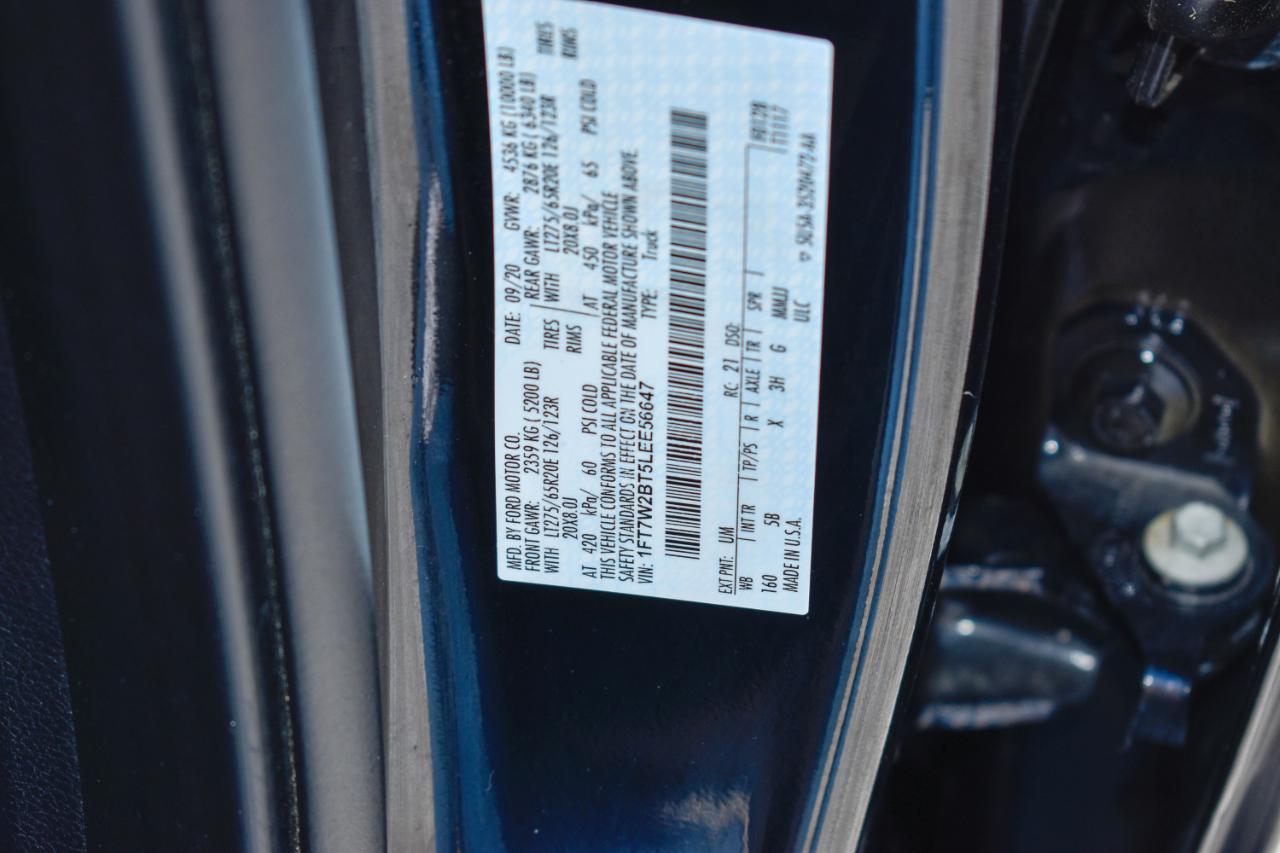 MFD. BY FORD MOTOR CO. DATE: 09/20 GVWR: 4536 KG (10000 LB)
FRONT GAWR: 2359 KG ( 5200 LB) REAR GAWR: 2876 KG ( 6340 LB)
WITH LT275/65R20E 126/123R TIRES WITH LT275/65R20E 126/123R TIRES
20X8.0J RIMS 20X8.0J RIMS
AT 420 kPa/ 60 PSI COLD AT 450 kPa/ 65 PSI COLD
THIS VEHICLE CONFORMS TO ALL APPLICABLE FEDERAL MOTOR VEHICLE
SAFETY STANDARDS IN EFFECT ON THE DATE OF MANUFACTURE SHOWN ABOVE.
VIN: 1FT7W2BT5LEE56647 TYPE: Truck
EXT PNT: UM RC: 21 DSO:
WB INT TR TP/PS R AXLE TR SPR
160 5B X 3H G MMLU
MADE IN U.S.A. ULC